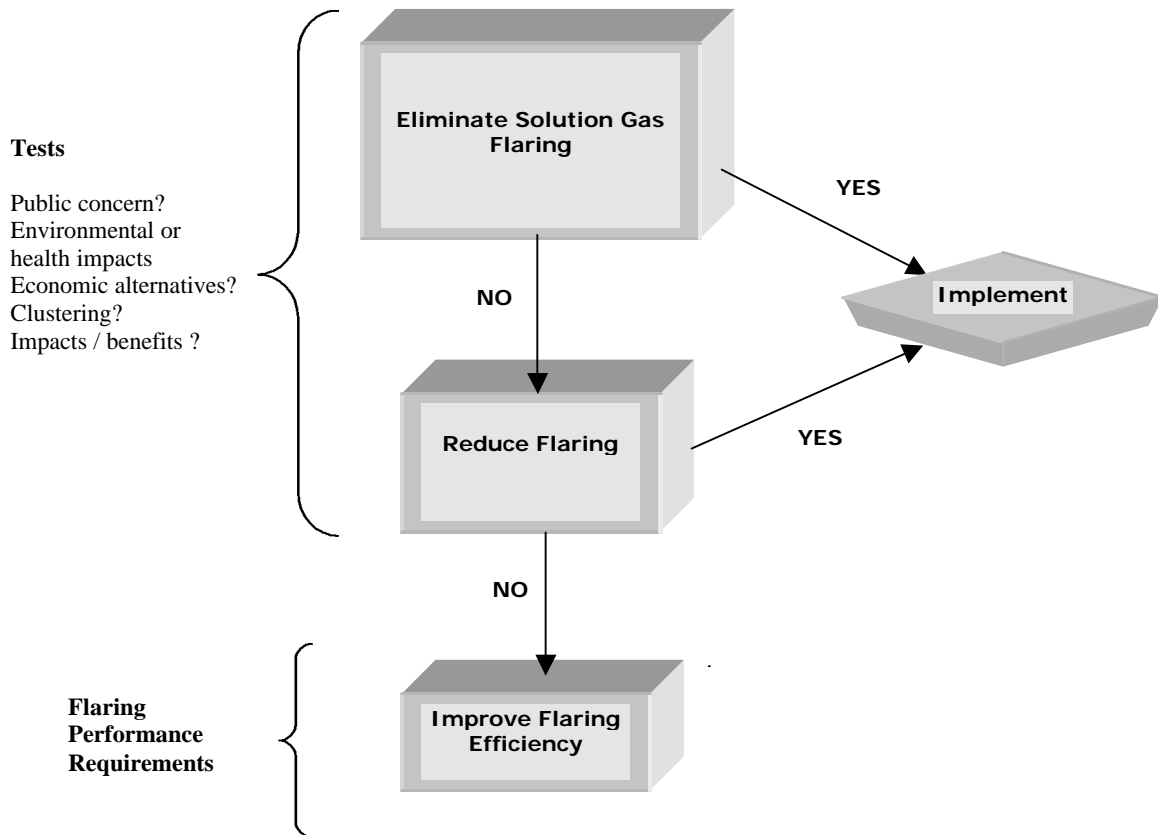 Eliminate Solution Gas
Flaring
Tests
Public concern?
Environmental or
health impacts
Economic alternatives?
Clustering?
Impacts / benefits ?
YES
Implement
NO
Reduce Flaring
YES
NO
Flaring
Performance
Requirements
Improve Flaring
Efficiency